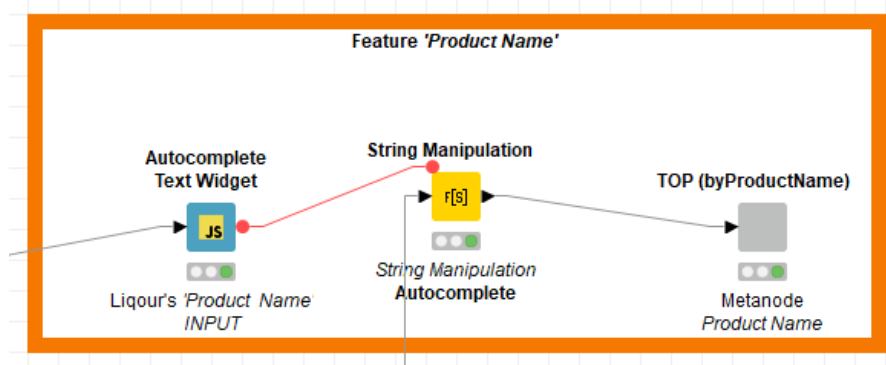 Feature 'Product Name'
Autocomplete
Text Widget
JS
Liqour's 'Product Name'
INPUT
String Manipulation
F[S]
String Manipulation
Autocomplete
TOP (byProductName)
Metanode
Product Name